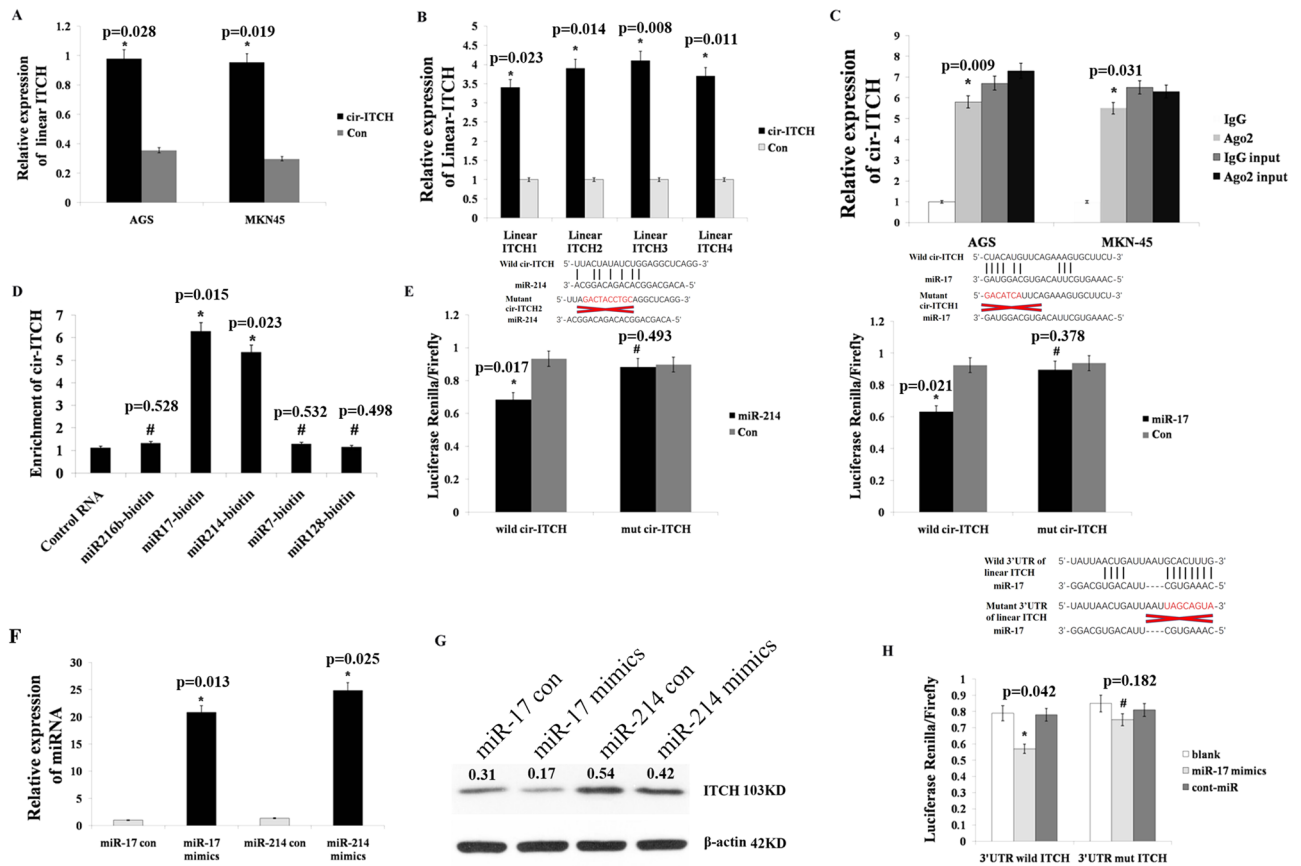 A
Relative expression
of linear ITCH
1.2
1
0.8
0.6
0.4
0.2
0
p=0.028
*
p=0.019
*
AGS
MKN45
cir-ITCH
Con
B
Relative expression
of Linear-ITCH
5
4.5
4
3.5
3
2.5
2
1.5
1
0.5
0
p=0.023
*
p=0.014
*
p=0.008
*
p=0.011
*
Linear
ITCH1
Linear
ITCH2
Linear
ITCH3
Linear
ITCH4
cir-ITCH
Con
C
Relative expression
of cir-ITCH
9
8
7
6
5
4
3
2
1
0
p=0.009
*
p=0.031
*
AGS
MKN-45
IgG
Ago2
IgG input
Ago2 input
D
Enrichment of cir-ITCH
7
6
5
4
3
2
1
0
p=0.528
#
p=0.015
*
p=0.023
*
p=0.532
#
p=0.498
#
Control RNA
miR216b-biotin
miR17-biotin
miR214-biotin
miR7-biotin
miR128-biotin
E
Wild cir-ITCH 5'-UUACUAUAUCUGGAGGCUCAGG-3'
miR-214 3'-ACGGACAGACACGGACGACA-5'
Mutant
cir-ITCH2
5'-UUAGACUACCUGCAGGCUCAGG-3'
miR-214 3'-ACGGACAGACACGGACGACA-5'
Luciferase Renilla/Firefly
1.2
1
0.8
0.6
0.4
0.2
0
p=0.017
*
p=0.493
#
wild cir-ITCH
mut cir-ITCH
miR-214
Con
Wild cir-ITCH 5'-CUACAUGUUCAGAAAGUGCUUCU-3'
miR-17 3'-GAUGGACGUGACAUUCGUGAAAC-5'
Mutant
cir-ITCH1
5'-GACAUCAUUCAGAAAGUGCUUCU-3'
miR-17 3'-GAUGGACGUGACAUUCGUGAAAC-5'
Luciferase Renilla/Firefly
1.2
1
0.8
0.6
0.4
0.2
0
p=0.021
*
p=0.378
#
wild cir-ITCH
mut cir-ITCH
miR-17
Con
F
Relative expression
of miRNA
30
25
20
15
10
5
0
p=0.013
*
p=0.025
*
miR-17 con
miR-17
mimics
miR-214 con
miR-214
mimics
G
miR-17 con
miR-17 mimics
miR-214 con
miR-214 mimics
0.31 0.17 0.54 0.42
ITCH 103KD
β-actin 42KD
Wild 3'UTR of
linear ITCH
5'-UAUUAACUGAUUAAUGCACUUUG-3'
miR-17 3'-GGACGUGACAUU----CGUGAAAC-5'
Mutant 3'UTR
of linear ITCH
5'-UAUUAACUGAUUAAUUAGCAGUA-3'
miR-17 3'-GGACGUGACAUU----CGUGAAAC-5'
H
Luciferase Renilla/Firefly
1
0.9
0.8
0.7
0.6
0.5
0.4
0.3
0.2
0.1
0
p=0.042
*
p=0.182
#
3'UTR wild ITCH
3'UTR mut ITCH
blank
miR-17 mimics
cont-miR